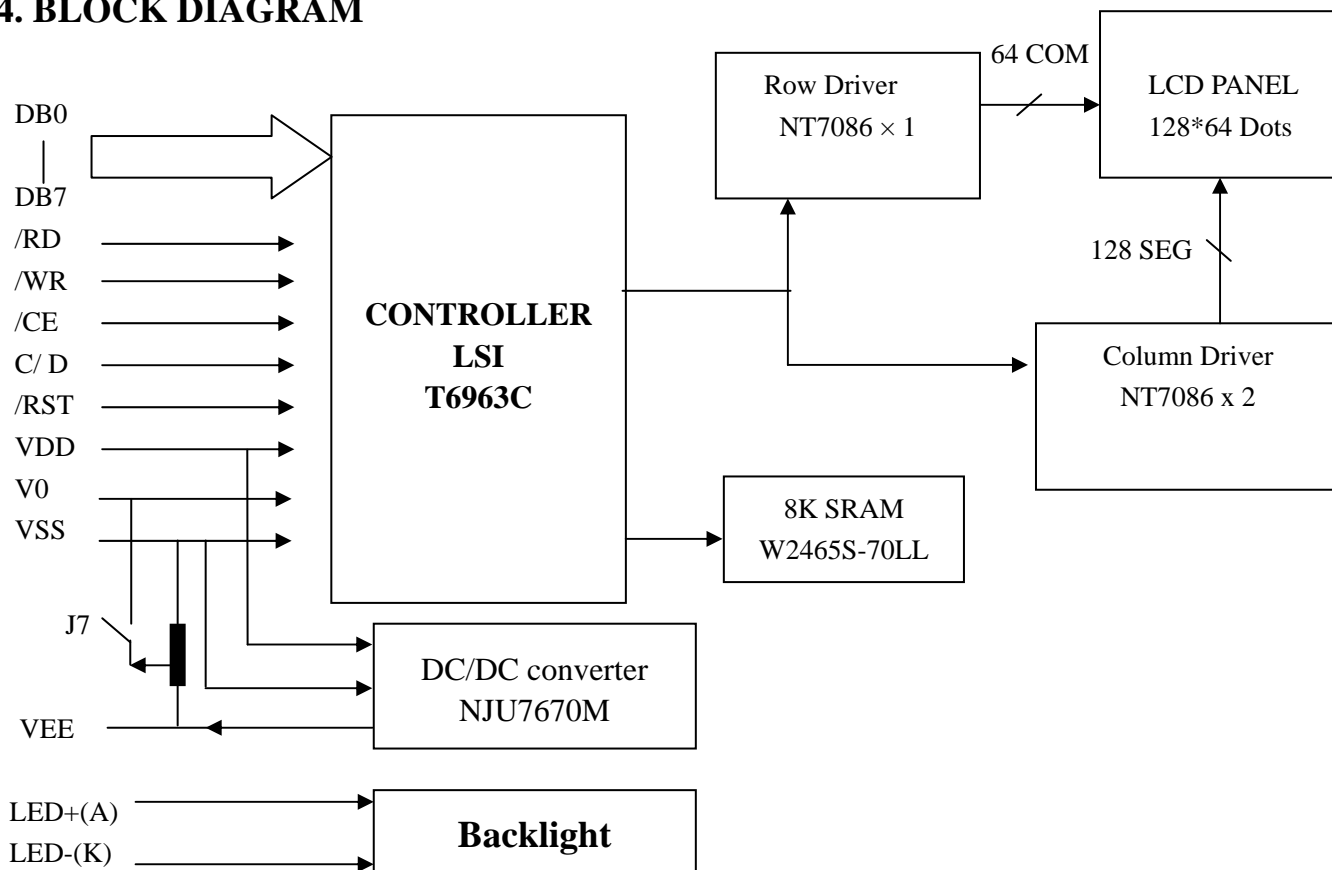 4. BLOCK DIAGRAM
64 COM
Row Driver
NT7086 × 1
LCD PANEL
128*64 Dots
DB0
DB7
/RD
/WR
/CE
C/ D
/RST
VDD
V0
VSS
CONTROLLER
LSI
T6963C
128 SEG
Column Driver
NT7086 x 2
8K SRAM
W2465S-70LL
J7
DC/DC converter
NJU7670M
VEE
LED+(A)
LED-(K)
Backlight